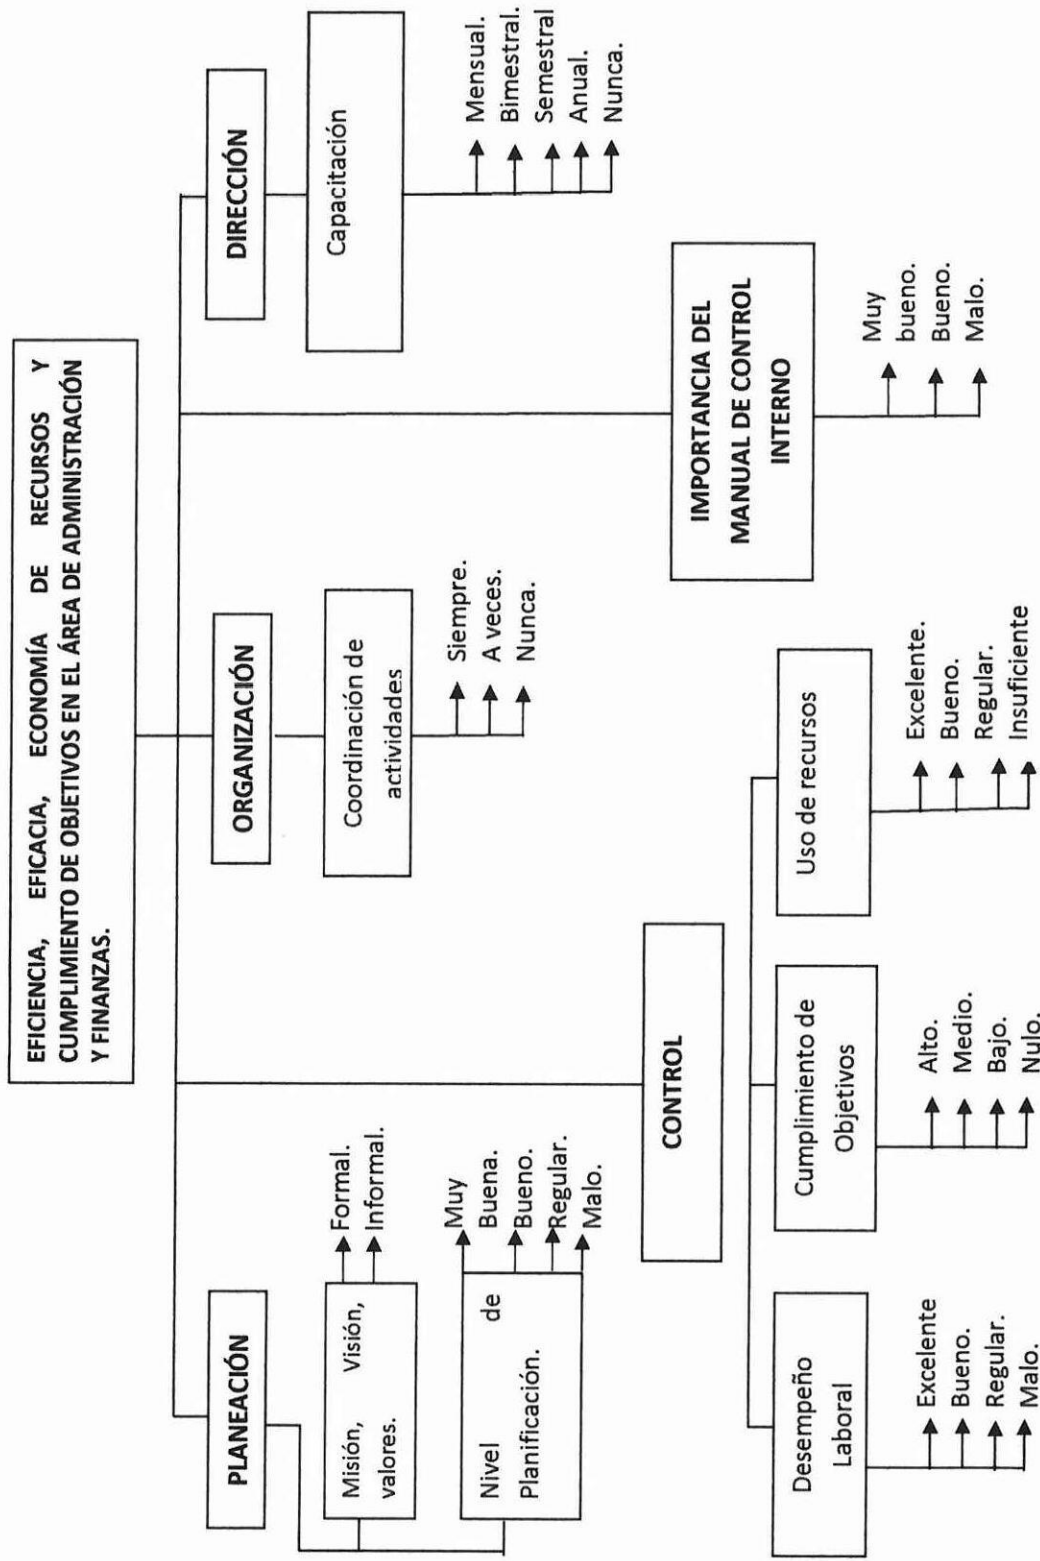 EFICIENCIA, EFICACIA, ECONOMÍA DE RECURSOS Y
CUMPLIMIENTO DE OBJETIVOS EN EL ÁREA DE ADMINISTRACIÓN
Y FINANZAS.
PLANEACIÓN
Misión, Visión,
valores.
Formal.
Informal.
Nivel de
Planificación.
Muy
Buena.
Bueno.
Regular.
Malo.
ORGANIZACIÓN
Coordinación de
actividades
Siempre.
A veces.
Nunca.
DIRECCIÓN
Capacitación
Mensual.
Bimestral.
Semestral
Anual.
Nunca.
CONTROL
Desempeño
Laboral
Excelente
Bueno.
Regular.
Malo.
Cumplimiento de
Objetivos
Alto.
Medio.
Bajo.
Nulo.
Uso de recursos
Excelente.
Bueno.
Regular.
Insuficiente
IMPORTANCIA DEL
MANUAL DE CONTROL
INTERNO
Muy
bueno.
Bueno.
Malo.